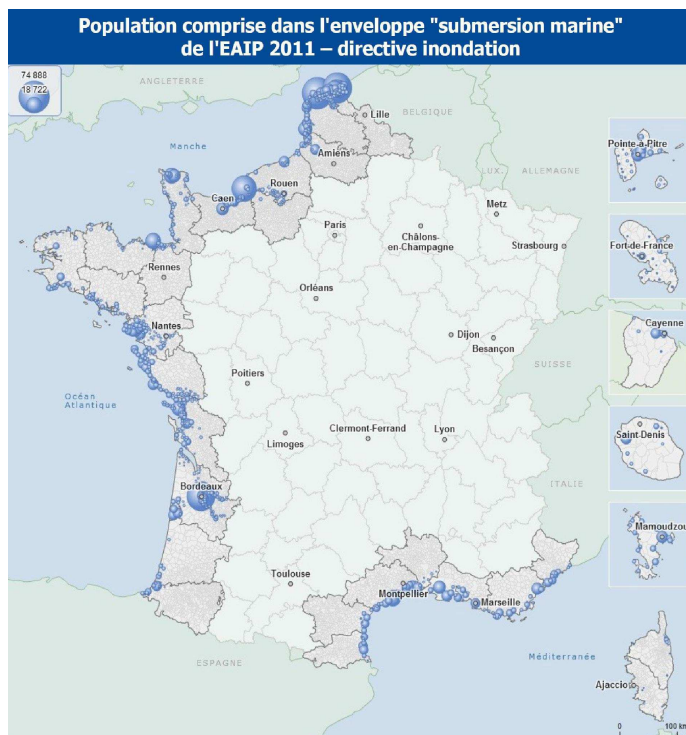 Population comprise dans l'enveloppe "submersion marine"
de l'EAIP 2011 – directive inondation
74 888
18 722
ANGLETERRE
BELGIQUE
Lille
Manche
Amiens
Pointe-à-Pitre
LUX.
ALLEMAGNE
Rouen
Caen
Metz
Paris
Châlons-
en-Champagne
Strasbourg
Fort-de-France
Rennes
Orléans
Nantes
Dijon
Besançon
Cayenne
SUISSE
Poitiers
Océan
Atlantique
Limoges
Clermont-Ferrand
Lyon
Saint-Denis
Bordeaux
ITALIE
Mamoudzou
Toulouse
Montpellier
Marseille
ESPAGNE
Méditerranée
Ajaccio
0
100 km